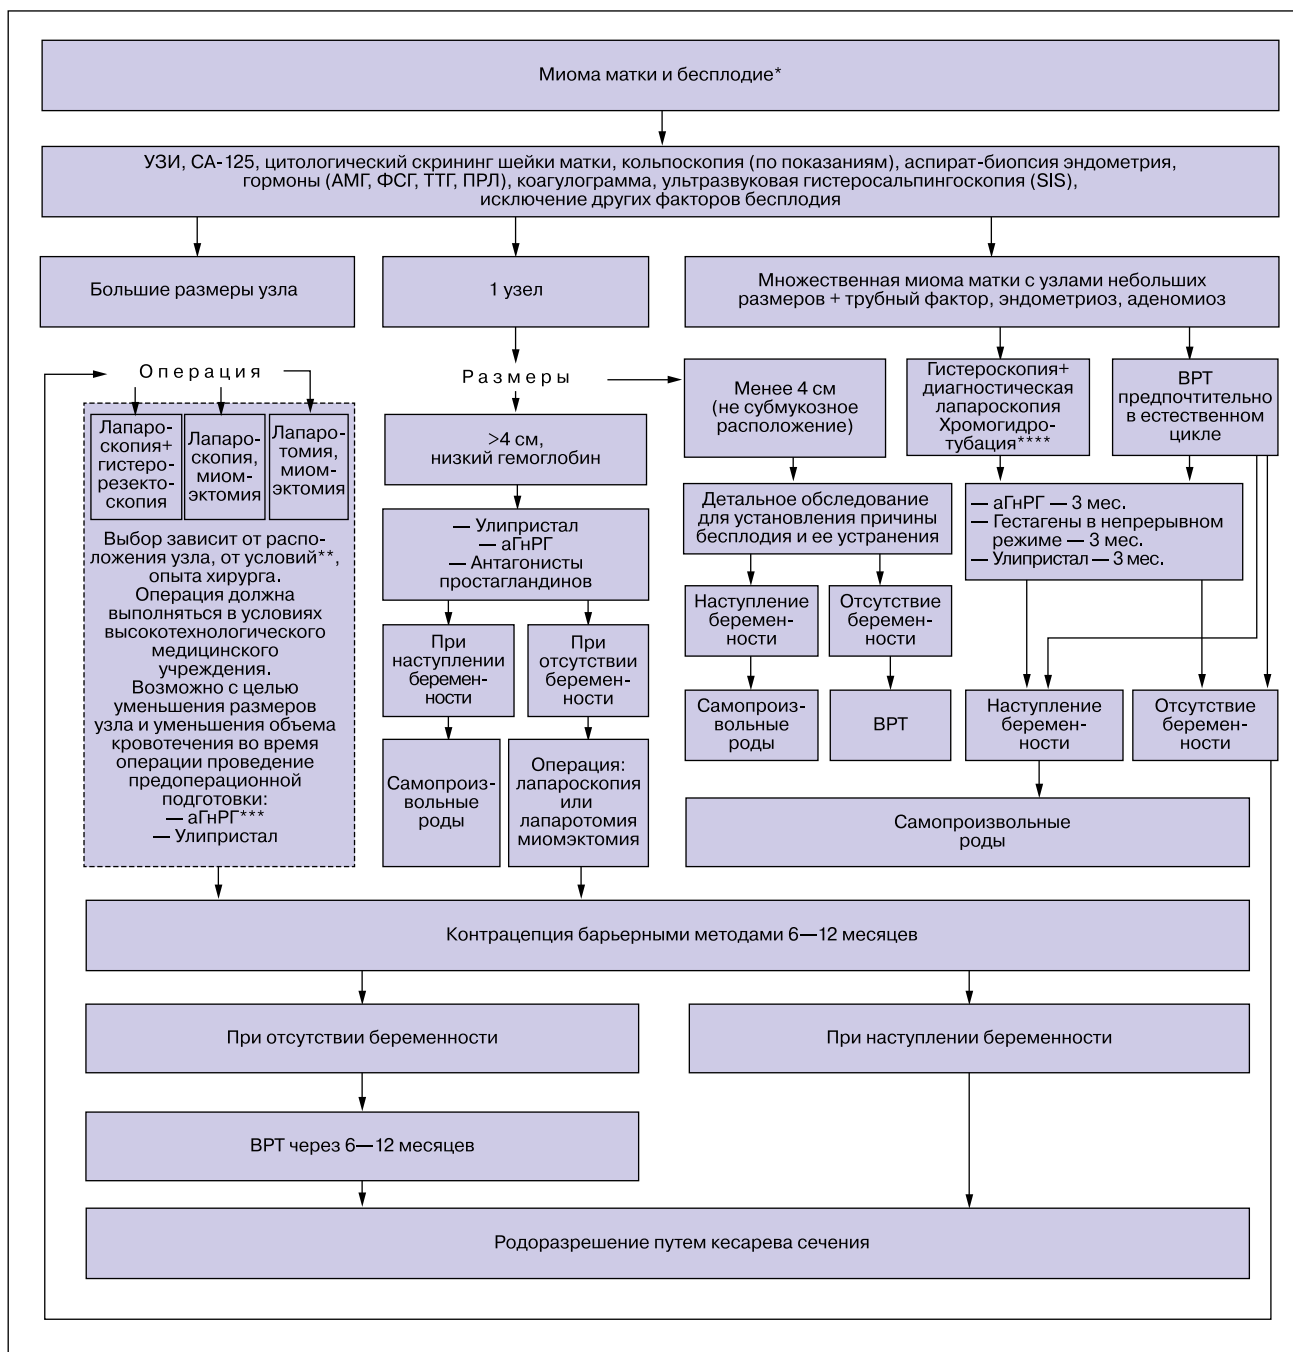 Миома матки и бесплодие*
УЗИ, СА-125, цитологический скрининг шейки матки, кольпоскопия (по показаниям), аспират-биопсия эндометрия,
гормоны (АМГ, ФСГ, ТТГ, ПРЛ), коагулограмма, ультразвуковая гистеросальпингоскопия (SIS),
исключение других факторов бесплодия
Большие размеры узла
1 узел
Множественная миома матки с узлами небольших
размеров + трубный фактор, эндометриоз, аденомиоз
Операция
Лапаро-
скопия+
гистеро-
резекто-
скопия
Лапаро-
скопия,
миом-
эктомия
Лапаро-
томия,
миом-
эктомия
Выбор зависит от распо-
ложения узла, от условий**,
опыта хирурга.
Операция должна
выполняться в условиях
высокотехнологического
медицинского
учреждения.
Возможно с целью
уменьшения размеров
узла и уменьшения объема
кровотечения во время
операции проведение
предоперационной
подготовки:
— аГнРГ***
— Улипристал
Размеры
>4 см,
низкий гемоглобин
— Улипристал
— аГнРГ
— Антагонисты
простагландинов
При
наступлении
беремен-
ности
При
отсутствии
беремен-
ности
Самопроиз-
вольные
роды
Операция:
лапароскопия
или
лапаротомия
миомэктомия
Менее 4 см
(не субмукозное
расположение)
Детальное обследование
для установления причины
бесплодия и ее устранения
Наступление
беремен-
ности
Отсутствие
беремен-
ности
Самопроиз-
вольные
роды
ВРТ
Гистероскопия+
диагностическая
лапароскопия
Хромогидро-
тубация****
ВРТ
предпочтительно
в естественном
цикле
— аГнРГ — 3 мес.
— Гестагены в непрерывном
режиме — 3 мес.
— Улипристал — 3 мес.
Наступление
беремен-
ности
Отсутствие
беремен-
ности
Самопроизвольные
роды
Контрацепция барьерными методами 6—12 месяцев
При отсутствии беременности
При наступлении беременности
ВРТ через 6—12 месяцев
Родоразрешение путем кесарева сечения